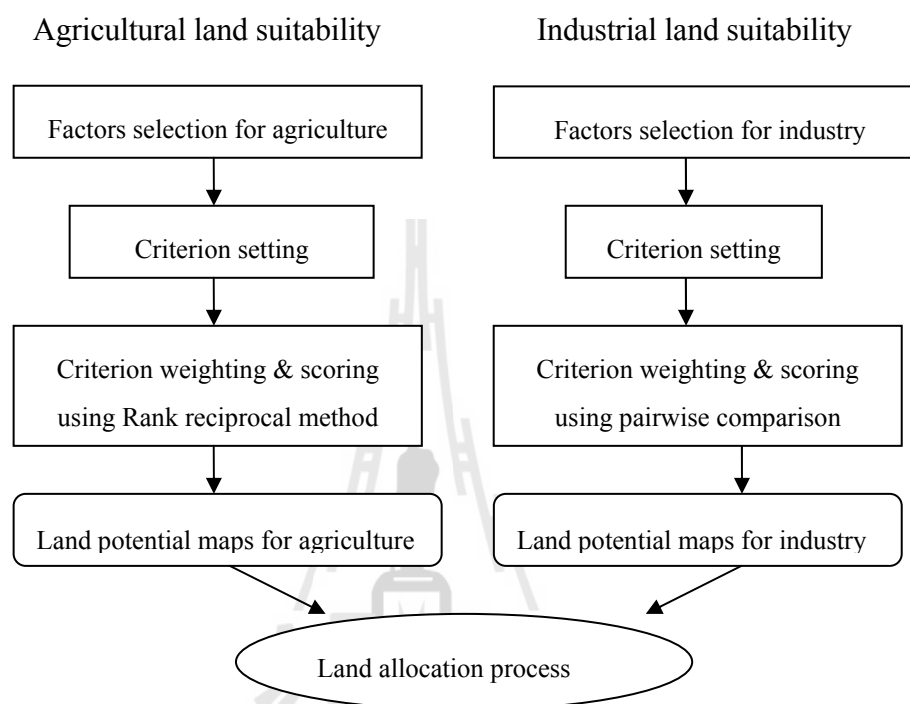 Agricultural land suitability
Industrial land suitability
Factors selection for agriculture
Factors selection for industry
Criterion setting
Criterion setting
Criterion weighting & scoring
using Rank reciprocal method
Criterion weighting & scoring
using pairwise comparison
Land potential maps for agriculture
Land potential maps for industry
Land allocation process